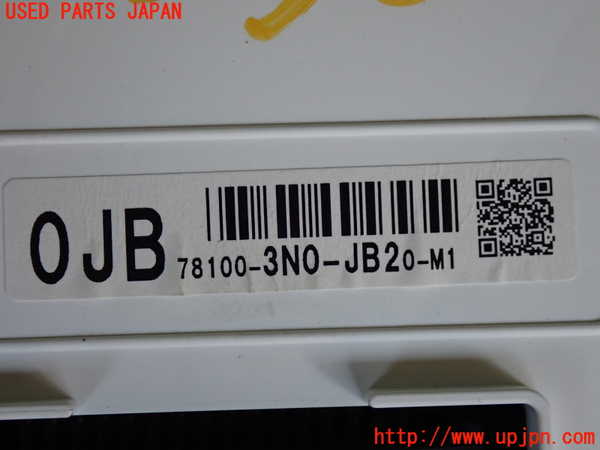 USED PARTS JAPAN
0JB
78100-3N0-JB20-M1
http://www.upjpn.com/